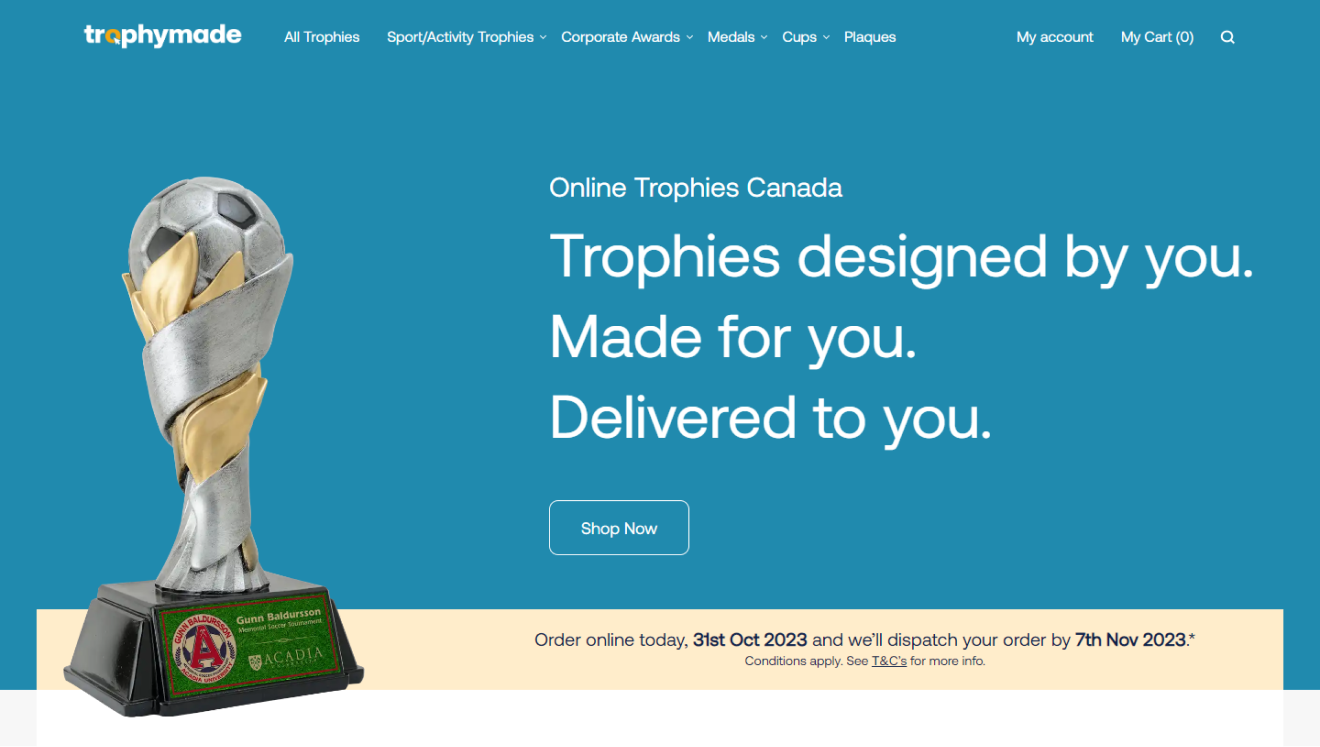 trophymade
All Trophies
Sport/Activity Trophies
Corporate Awards
Medals
Cups
Plaques
My account
My Cart (0)
Online Trophies Canada
Trophies designed by you.
Made for you.
Delivered to you.
Shop Now
Order online today, 31st Oct 2023 and we'll dispatch your order by 7th Nov 2023.*
Conditions apply. See T&C's for more info.
Gunn Baldursson
Memorial Soccer Tournament
GUNN BALDURSSON
A
ACADIA UNIVERSITY
ACADIA